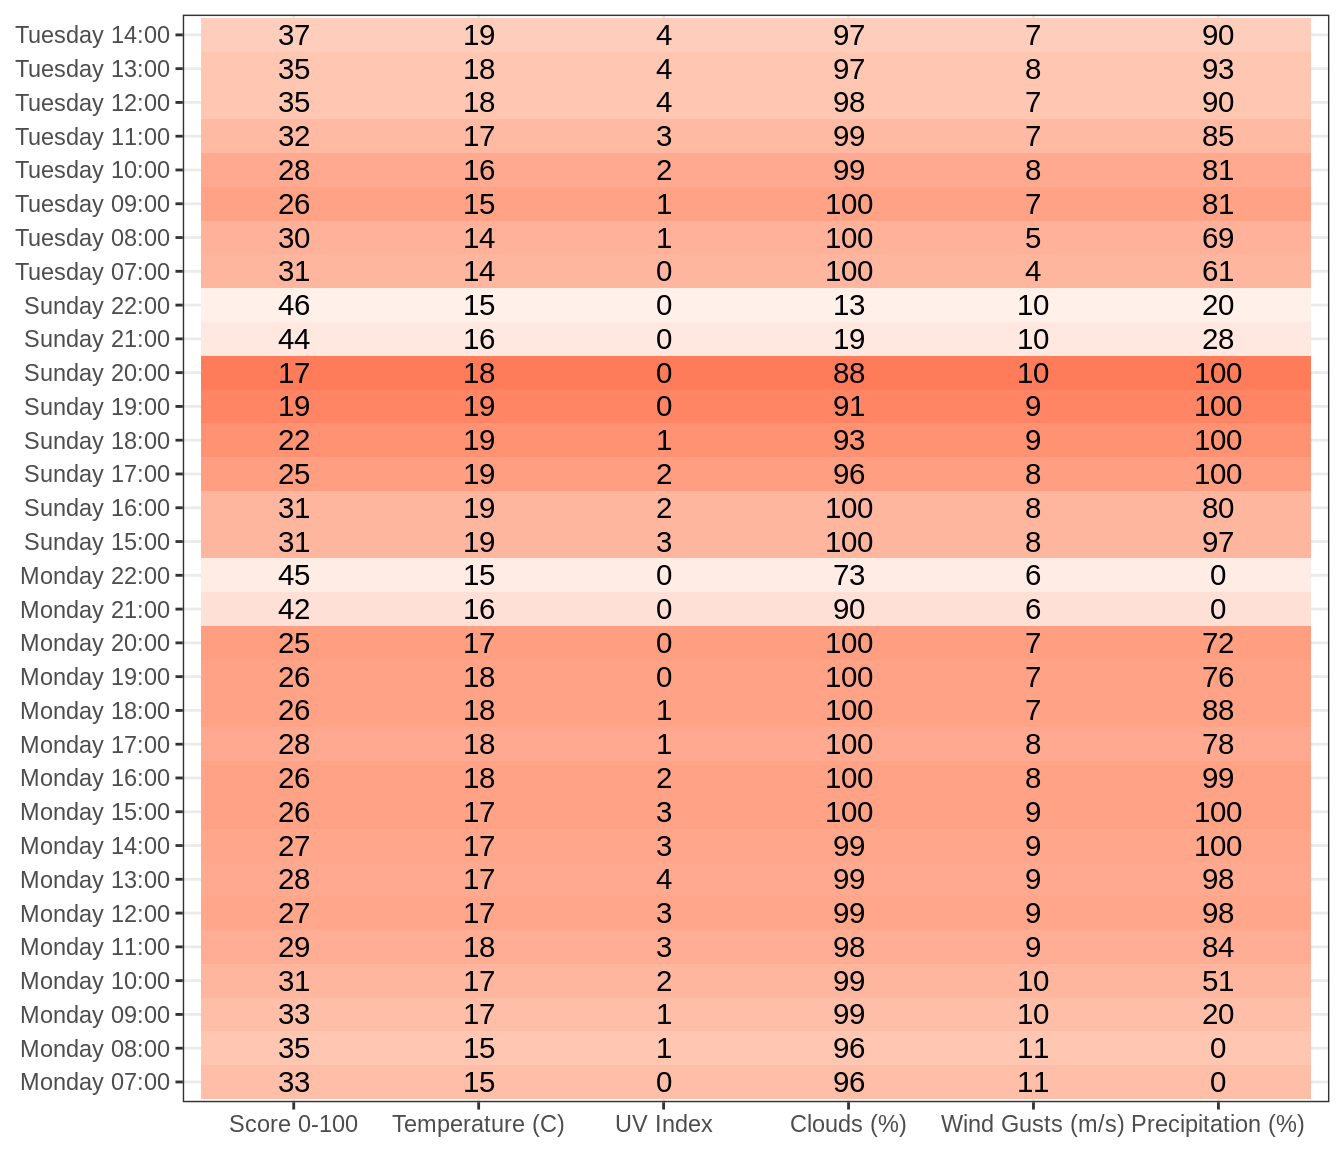 Tuesday 14:00 37 19 4 97 7 90
Tuesday 13:00 35 18 4 97 8 93
Tuesday 12:00 35 18 4 98 7 90
Tuesday 11:00 32 17 3 99 7 85
Tuesday 10:00 28 16 2 99 8 81
Tuesday 09:00 26 15 1 100 7 81
Tuesday 08:00 30 14 1 100 5 69
Tuesday 07:00 31 14 0 100 4 61
Sunday 22:00 46 15 0 13 10 20
Sunday 21:00 44 16 0 19 10 28
Sunday 20:00 17 18 0 88 10 100
Sunday 19:00 19 19 0 91 9 100
Sunday 18:00 22 19 1 93 9 100
Sunday 17:00 25 19 2 96 8 100
Sunday 16:00 31 19 2 100 8 80
Sunday 15:00 31 19 3 100 8 97
Monday 22:00 45 15 0 73 6 0
Monday 21:00 42 16 0 90 6 0
Monday 20:00 25 17 0 100 7 72
Monday 19:00 26 18 0 100 7 76
Monday 18:00 26 18 1 100 7 88
Monday 17:00 28 18 1 100 8 78
Monday 16:00 26 18 2 100 8 99
Monday 15:00 26 17 3 100 9 100
Monday 14:00 27 17 3 99 9 100
Monday 13:00 28 17 4 99 9 98
Monday 12:00 27 17 3 99 9 98
Monday 11:00 29 18 3 98 9 84
Monday 10:00 31 17 2 99 10 51
Monday 09:00 33 17 1 99 10 20
Monday 08:00 35 15 1 96 11 0
Monday 07:00 33 15 0 96 11 0
Score 0-100 Temperature (C) UV Index Clouds (%) Wind Gusts (m/s) Precipitation (%)